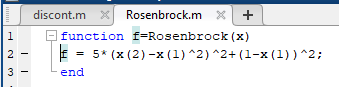 discont.m × Rosenbrock.m × +
1 function f=Rosenbrock(x)
2 – f = 5*(x(2)-x(1)^2)^2+(1-x(1))^2;
3 – end